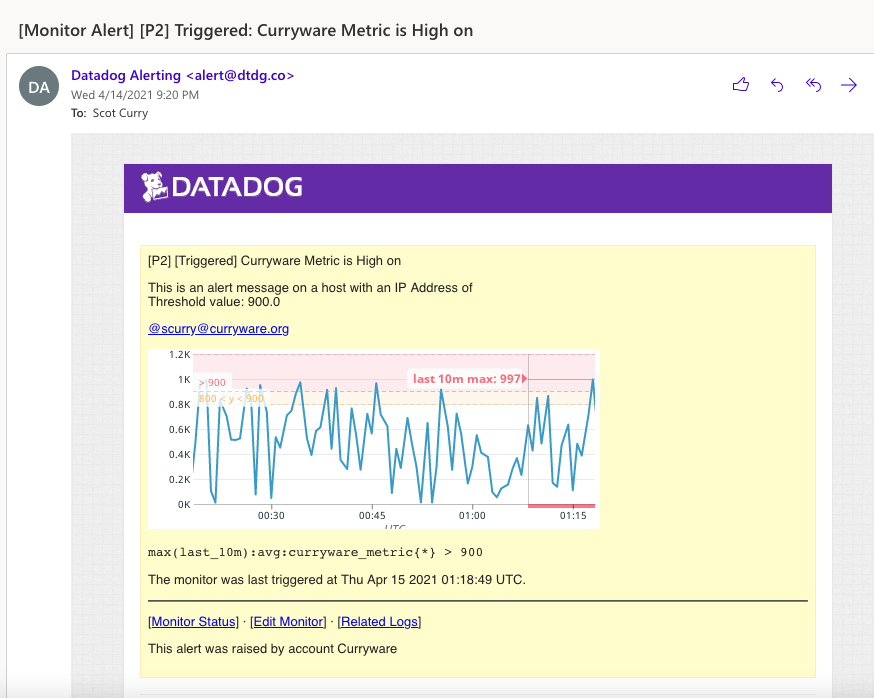 [Monitor Alert] [P2] Triggered: Curryware Metric is High on
DA
Datadog Alerting <alert@dtdg.co>
Wed 4/14/2021 9:20 PM
To: Scot Curry
DATADOG
[P2] [Triggered] Curryware Metric is High on
This is an alert message on a host with an IP Address of
Threshold value: 900.0
@scurry@curryware.org
1.2K
1K
> 900
last 10m max: 997
800 < y < 900
0.8K
0.6K
0.4K
0.2K
0K
00:30 00:45 01:00 01:15
UTC
max(last_10m):avg:curryware_metric{*} > 900
The monitor was last triggered at Thu Apr 15 2021 01:18:49 UTC.
[Monitor Status] · [Edit Monitor] · [Related Logs]
This alert was raised by account Curryware